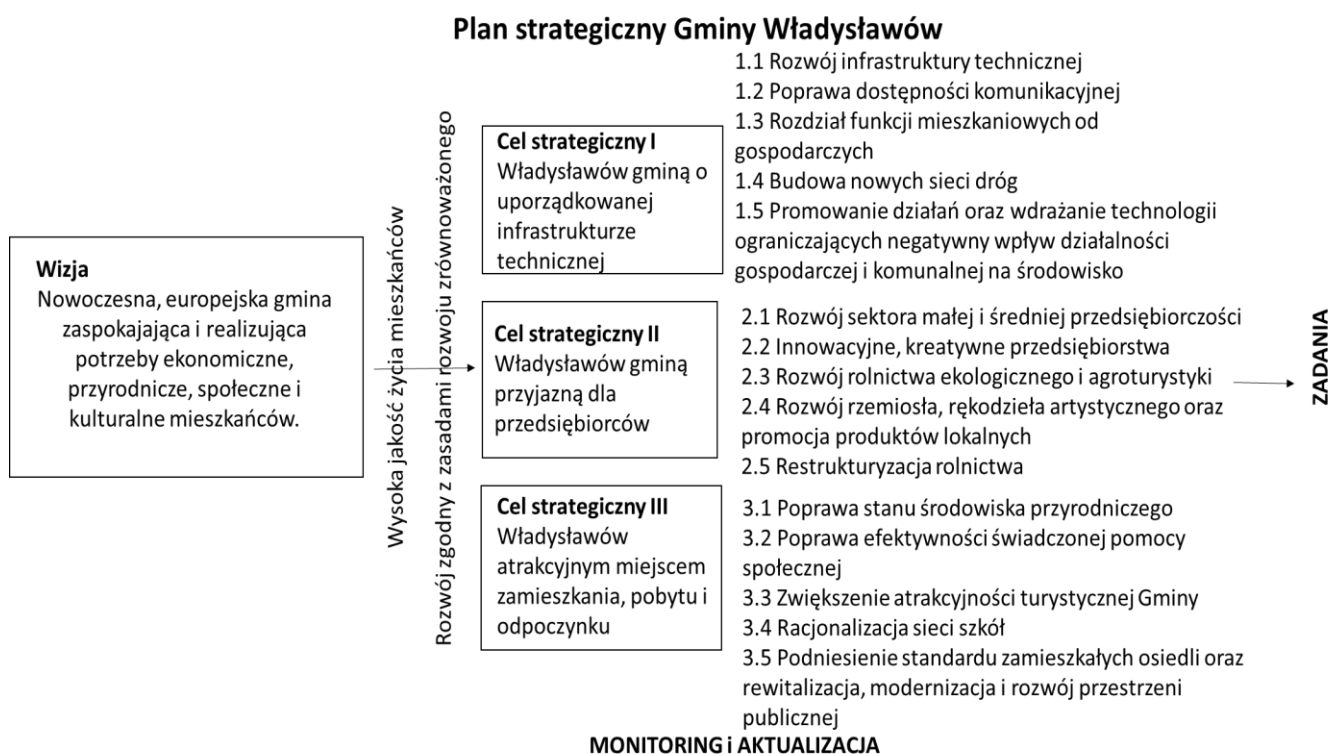 Plan strategiczny Gminy Władysławów
Wizja
Nowoczesna, europejska gmina
zaspokajająca i realizująca
potrzeby ekonomiczne,
przyrodnicze, społeczne i
kulturalne mieszkańców.
Wysoka jakość życia mieszkańców
Rozwój zgodny z zasadami rozwoju zrównoważonego
Cel strategiczny I
Władysławów gminą o
uporządkowanej
infrastrukturze
technicznej
1.1 Rozwój infrastruktury technicznej
1.2 Poprawa dostępności komunikacyjnej
1.3 Rozdział funkcji mieszkaniowych od
gospodarczych
1.4 Budowa nowych sieci dróg
1.5 Promowanie działań oraz wdrażanie technologii
ograniczających negatywny wpływ działalności
gospodarczej i komunalnej na środowisko
Cel strategiczny II
Władysławów gminą
przyjazną dla
przedsiębiorców
2.1 Rozwój sektora małej i średniej przedsiębiorczości
2.2 Innowacyjne, kreatywne przedsiębiorstwa
2.3 Rozwój rolnictwa ekologicznego i agroturystyki
2.4 Rozwój rzemiosła, rękodzieła artystycznego oraz
promocja produktów lokalnych
2.5 Restrukturyzacja rolnictwa
Cel strategiczny III
Władysławów
atrakcyjnym miejscem
zamieszkania, pobytu i
odpoczynku
3.1 Poprawa stanu środowiska przyrodniczego
3.2 Poprawa efektywności świadczonej pomocy
społecznej
3.3 Zwiększenie atrakcyjności turystycznej Gminy
3.4 Racjonalizacja sieci szkół
3.5 Podniesienie standardu zamieszkałych osiedli oraz
rewitalizacja, modernizacja i rozwój przestrzeni
publicznej
ZADANIA
MONITORING i AKTUALIZACJA